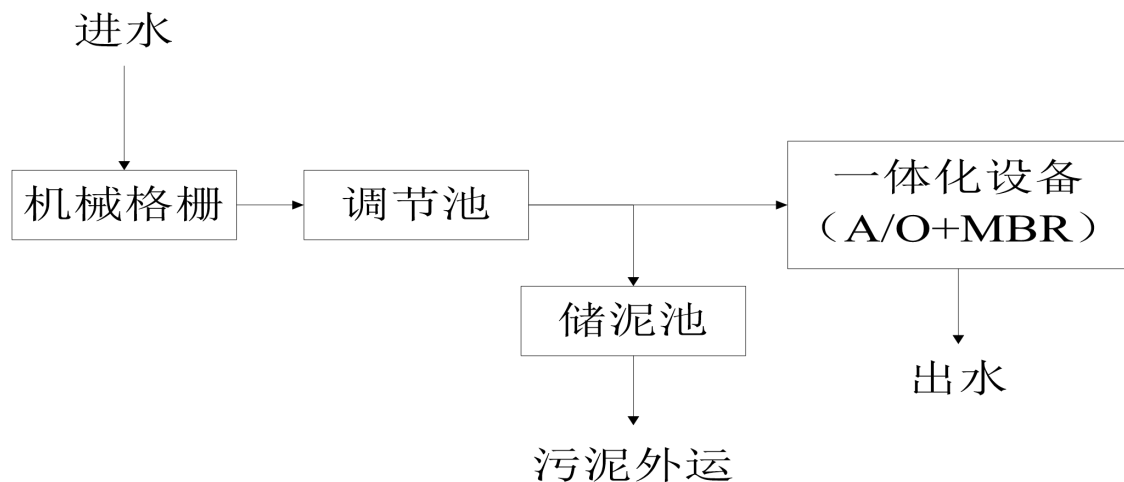 进水
机械格栅
调节池
一体化设备
（A/O+MBR）
储泥池
出水
污泥外运